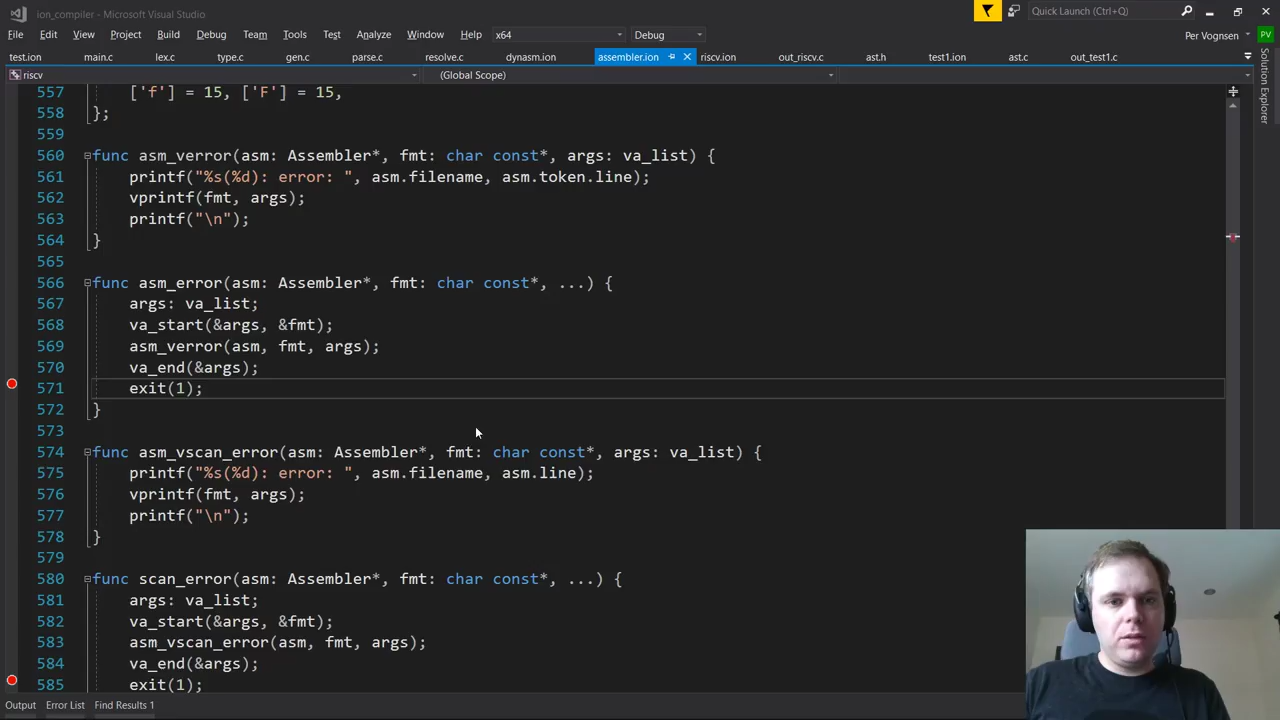 ion_compiler - Microsoft Visual Studio
Quick Launch (Ctrl+Q)
File Edit View Project Build Debug Team Tools Test Analyze Window Help x64 Debug Per Vognsen PV
test.ion main.c lex.c type.c gen.c parse.c resolve.c dynasm.ion assembler.ion riscv.ion out_riscv.c ast.h test1.ion ast.c out_test1.c
riscv (Global Scope)
Solution Explorer
557 ['f'] = 15, ['F'] = 15,
558 };
559
560 func asm_verror(asm: Assembler*, fmt: char const*, args: va_list) {
561 printf("%s(%d): error: ", asm.filename, asm.token.line);
562 vprintf(fmt, args);
563 printf("\n");
564 }
565
566 func asm_error(asm: Assembler*, fmt: char const*, ...) {
567 args: va_list;
568 va_start(&args, &fmt);
569 asm_verror(asm, fmt, args);
570 va_end(&args);
571 exit(1);
572 }
573
574 func asm_vscan_error(asm: Assembler*, fmt: char const*, args: va_list) {
575 printf("%s(%d): error: ", asm.filename, asm.line);
576 vprintf(fmt, args);
577 printf("\n");
578 }
579
580 func scan_error(asm: Assembler*, fmt: char const*, ...) {
581 args: va_list;
582 va_start(&args, &fmt);
583 asm_vscan_error(asm, fmt, args);
584 va_end(&args);
585 exit(1);
Output Error List Find Results 1